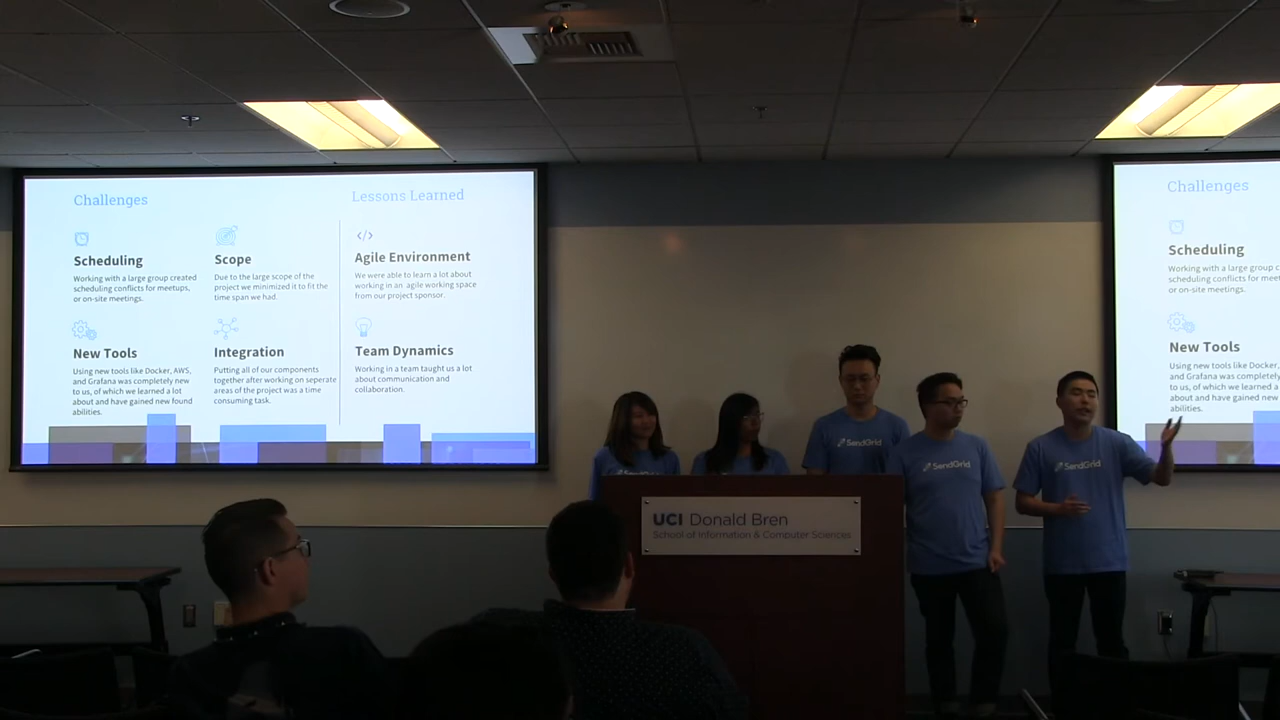 Challenges
Lessons Learned
Scheduling
Working with a large group created
scheduling conflicts for meetups,
or on-site meetings.
Scope
Due to the large scope of the
project we minimized it to fit the
time span we had.
</>
Agile Environment
We were able to learn a lot about
working in an agile working space
from our project sponsor.
New Tools
Using new tools like Docker, AWS,
and Grafana was completely new
to us, of which we learned a lot
about and have gained new found
abilities.
Integration
Putting all of our components
together after working on seperate
areas of the project was a time
consuming task.
Team Dynamics
Working in a team taught us a lot
about communication and
collaboration.
Challenges
Scheduling
Working with a large
scheduling conflicts for
or on-site meetings.
New Tools
Using new tools like Docker,
and Grafana was completely
to us, of which we learned a
about and have gained new
abilities.
SendGrid
SendGrid
SendGrid
SendGrid
UCI Donald Bren
School of Information & Computer Sciences